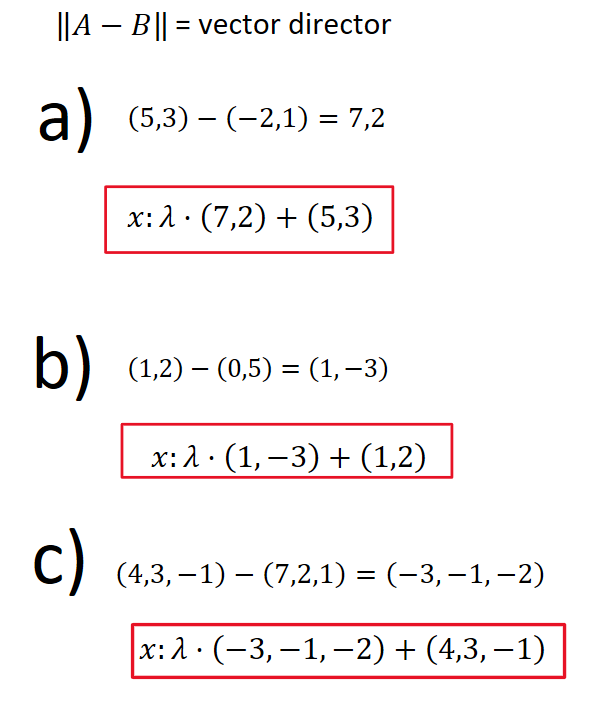 ‖A − B‖ = vector director
a) (5,3) − (−2,1) = 7,2
x: λ · (7,2) + (5,3)
b) (1,2) − (0,5) = (1, −3)
x: λ · (1, −3) + (1,2)
c) (4,3, −1) − (7,2,1) = (−3, −1, −2)
x: λ · (−3, −1, −2) + (4,3, −1)